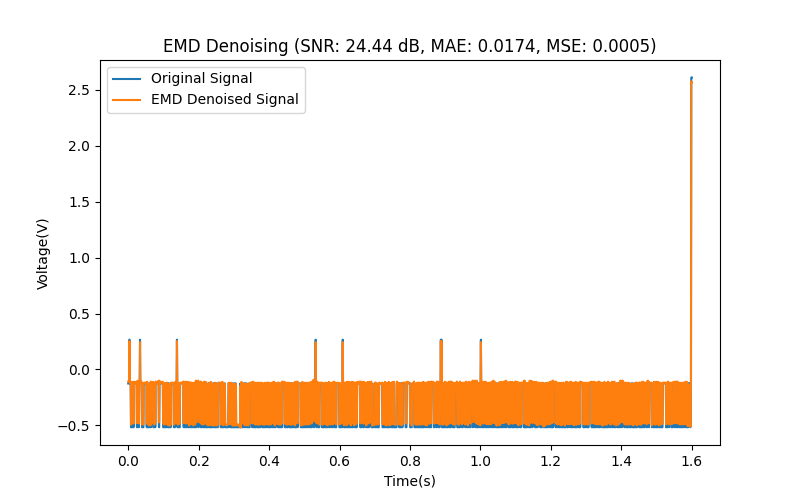 EMD Denoising (SNR: 24.44 dB, MAE: 0.0174, MSE: 0.0005)
Original Signal
EMD Denoised Signal
2.5
2.0
1.5
1.0
0.5
0.0
−0.5
Voltage(V)
0.0 0.2 0.4 0.6 0.8 1.0 1.2 1.4 1.6
Time(s)